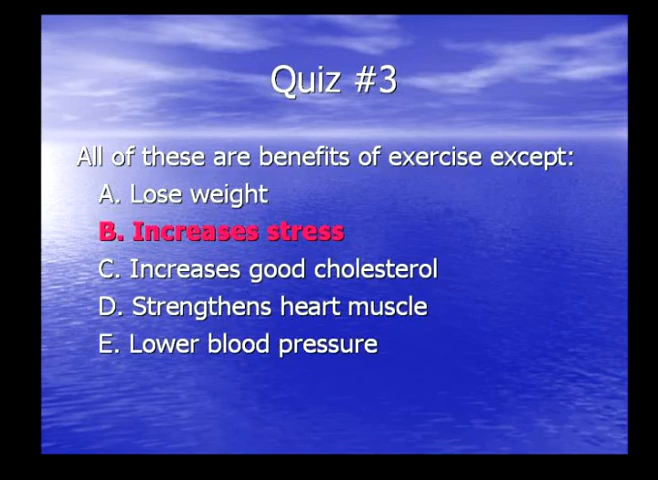 Quiz #3
All of these are benefits of exercise except:
A. Lose weight
B. Increases stress
C. Increases good cholesterol
D. Strengthens heart muscle
E. Lower blood pressure